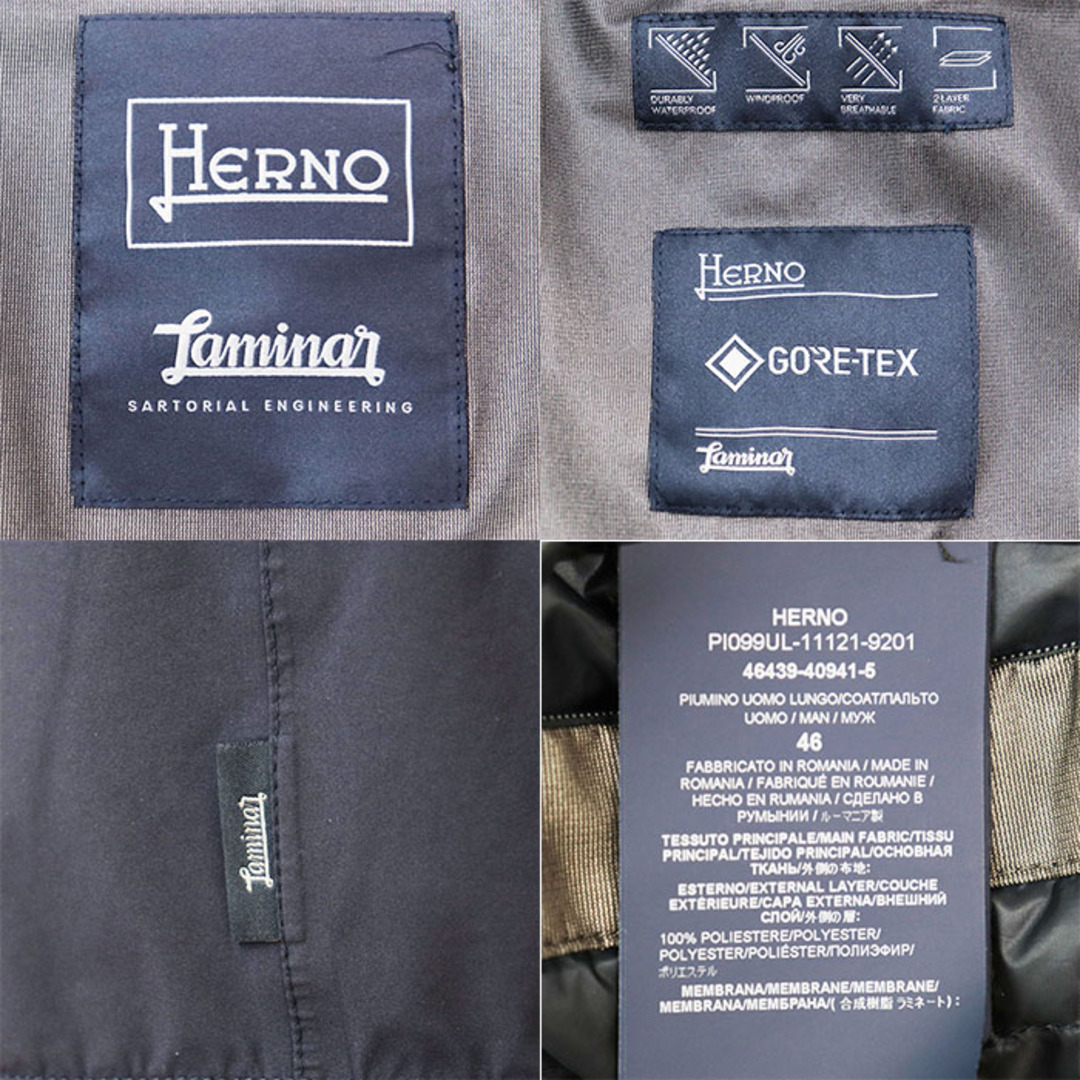 HERNO
Laminar
SARTORIAL ENGINEERING
DURABLY WATERPROOF
WINDPROOF
VERY BREATHABLE
2 LAYER FABRIC
HERNO
GORE-TEX
Laminar
Laminar
HERNO
PI099UL-11121-9201
46439-40941-5
PIUMINO UOMO LUNGO/COAT/ПАЛЬТО
UOMO / MAN / МУЖ
46
FABBRICATO IN ROMANIA / MADE IN
ROMANIA / FABRIQUÉ EN ROUMANIE /
HECHO EN RUMANIA / СДЕЛАНО В
РУМЫНИИ / ルーマニア製
TESSUTO PRINCIPALE/MAIN FABRIC/TISSU
PRINCIPAL/TEJIDO PRINCIPAL/ОСНОВНАЯ
ТКАНЬ/外側の布地:
ESTERNO/EXTERNAL LAYER/COUCHE
EXTÉRIEURE/CAPA EXTERNA/ВНЕШНИЙ
СЛОЙ/外側の層:
100% POLIESTERE/POLYESTER/
POLYESTER/POLIÉSTER/ПОЛИЭФИР/
ポリエステル
MEMBRANA/MEMBRANE/MEMBRANE/
MEMBRANA/МЕМБРАНА/(合成樹脂 ラミネート):